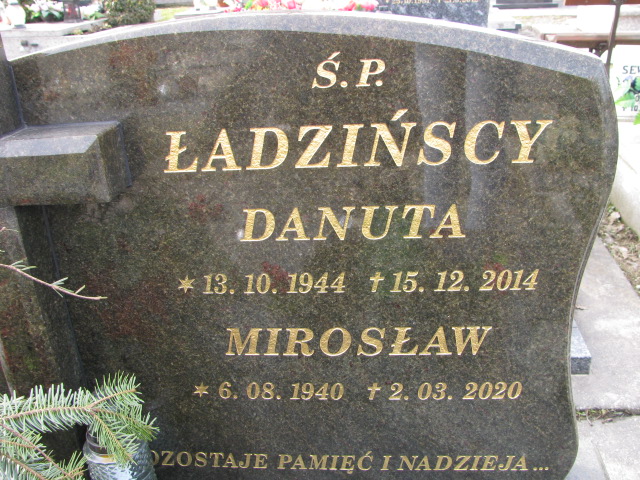 Ś.P.
ŁADZIŃSCY
DANUTA
* 13. 10. 1944 † 15. 12. 2014
MIROSŁAW
* 6. 08. 1940 † 2. 03. 2020
PAMIĘĆ I NADZIEJA...